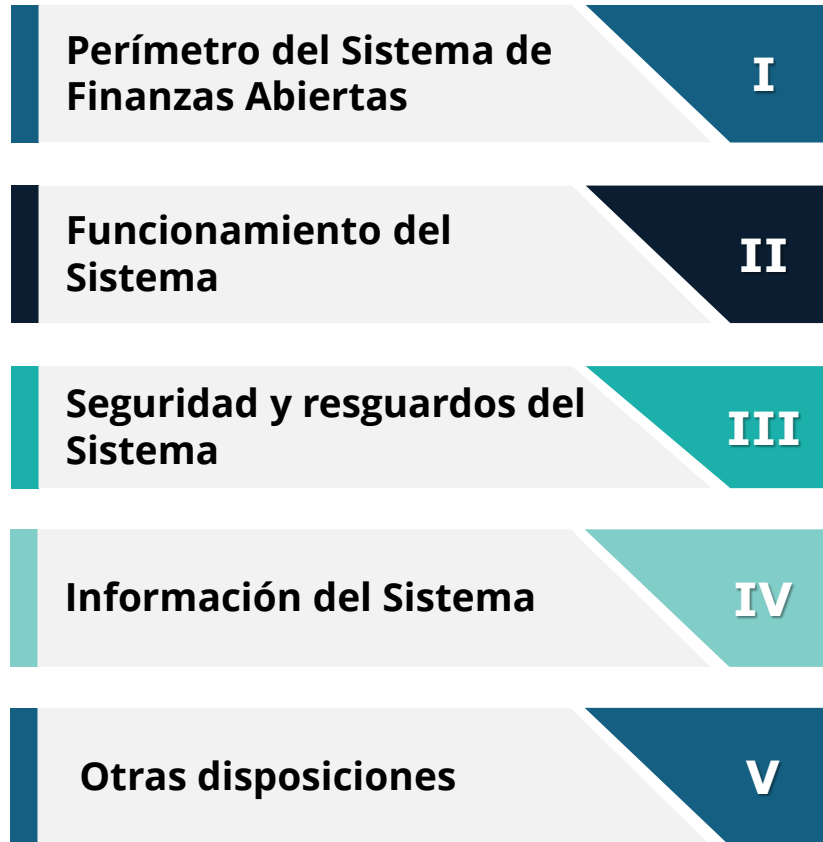 Perímetro del Sistema de
Finanzas Abiertas
I
Funcionamiento del
Sistema
II
Seguridad y resguardos del
Sistema
III
Información del Sistema
IV
Otras disposiciones
V